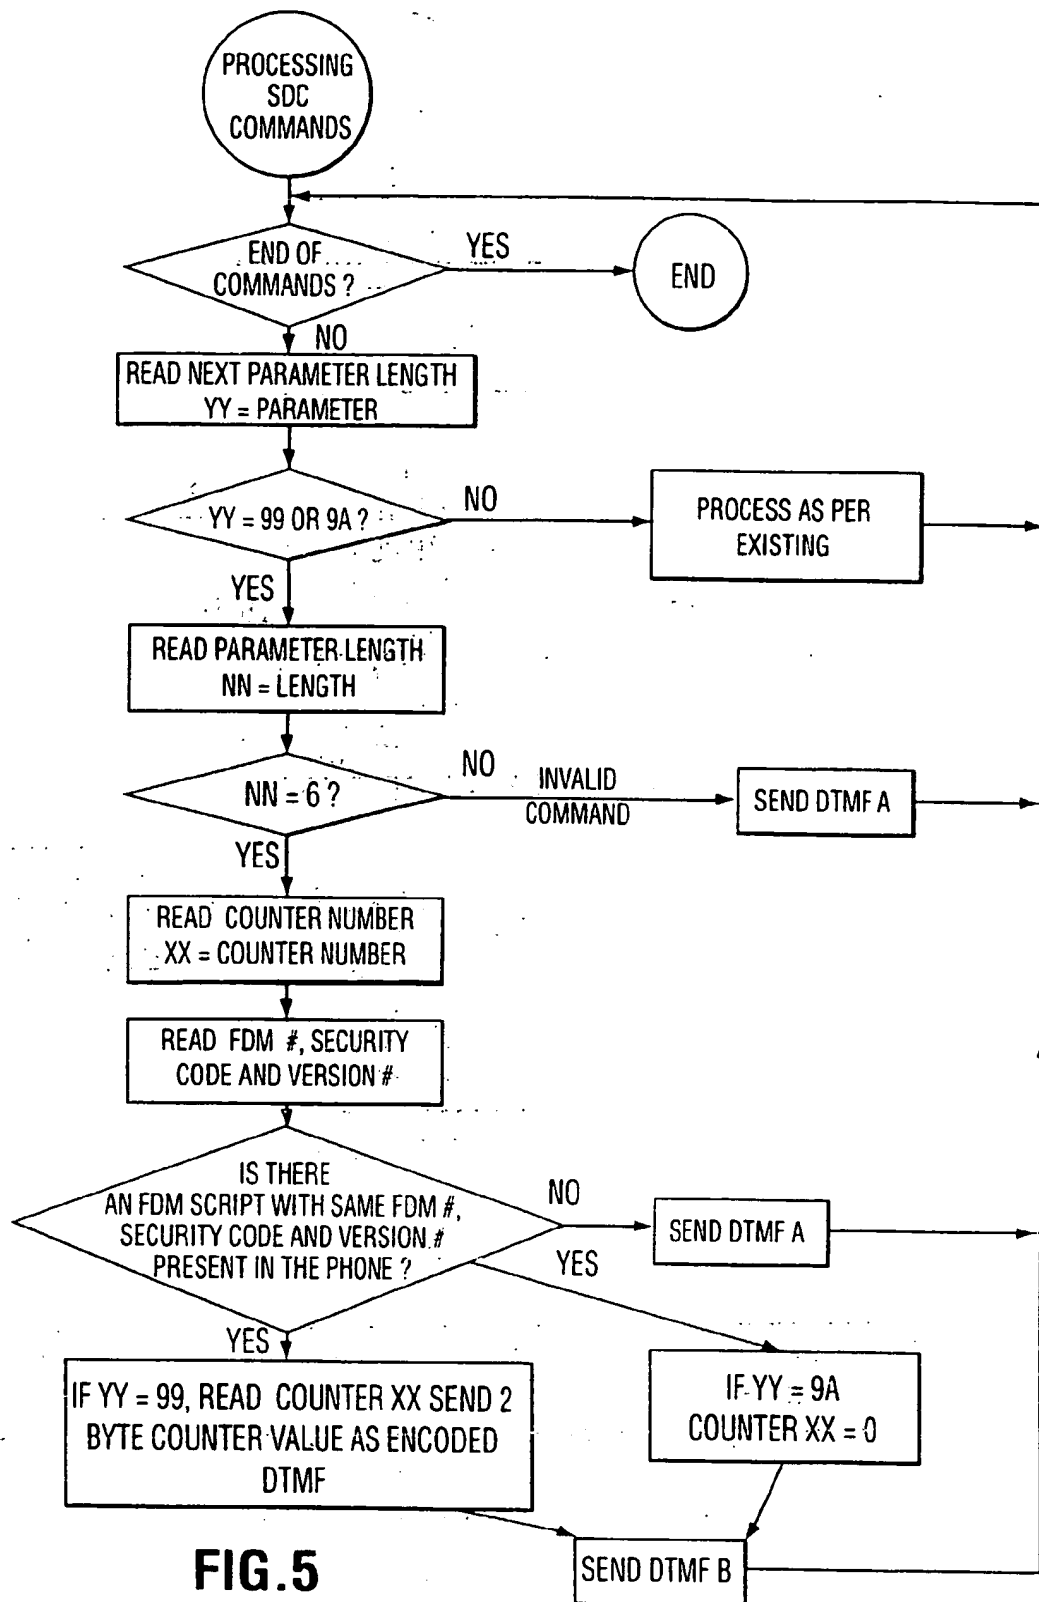 PROCESSING
SDC
COMMANDS
END OF
COMMANDS ?
YES
END
NO
READ NEXT PARAMETER LENGTH
YY = PARAMETER
YY = 99 OR 9A ?
NO
PROCESS AS PER
EXISTING
YES
READ PARAMETER LENGTH
NN = LENGTH
NN = 6 ?
NO
INVALID
COMMAND
SEND DTMF A
YES
READ COUNTER NUMBER
XX = COUNTER NUMBER
READ FDM #, SECURITY
CODE AND VERSION #
IS THERE
AN FDM SCRIPT WITH SAME FDM #,
SECURITY CODE AND VERSION #
PRESENT IN THE PHONE ?
NO
SEND DTMF A
YES
YES
IF YY = 99, READ COUNTER XX SEND 2
BYTE COUNTER VALUE AS ENCODED
DTMF
IF YY = 9A
COUNTER XX = 0
SEND DTMF B
FIG.5